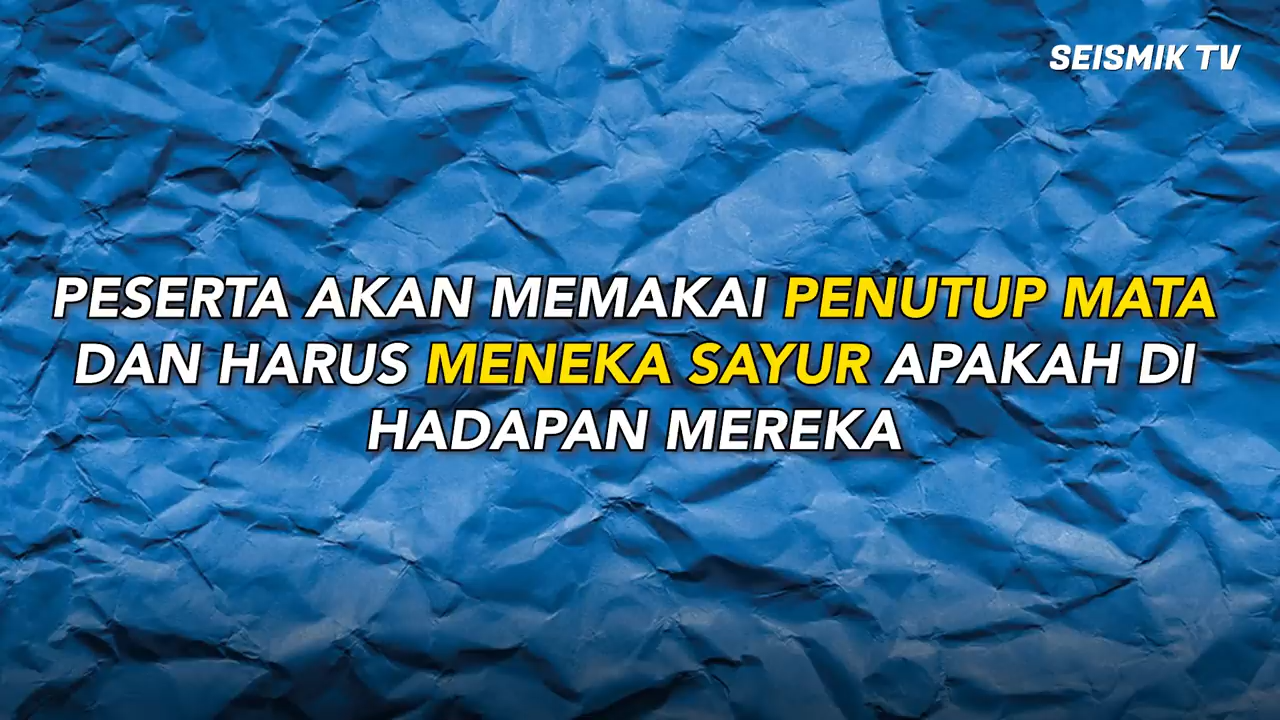 SEISMIK TV
PESERTA AKAN MEMAKAI PENUTUP MATA
DAN HARUS MENEKA SAYUR APAKAH DI
HADAPAN MEREKA